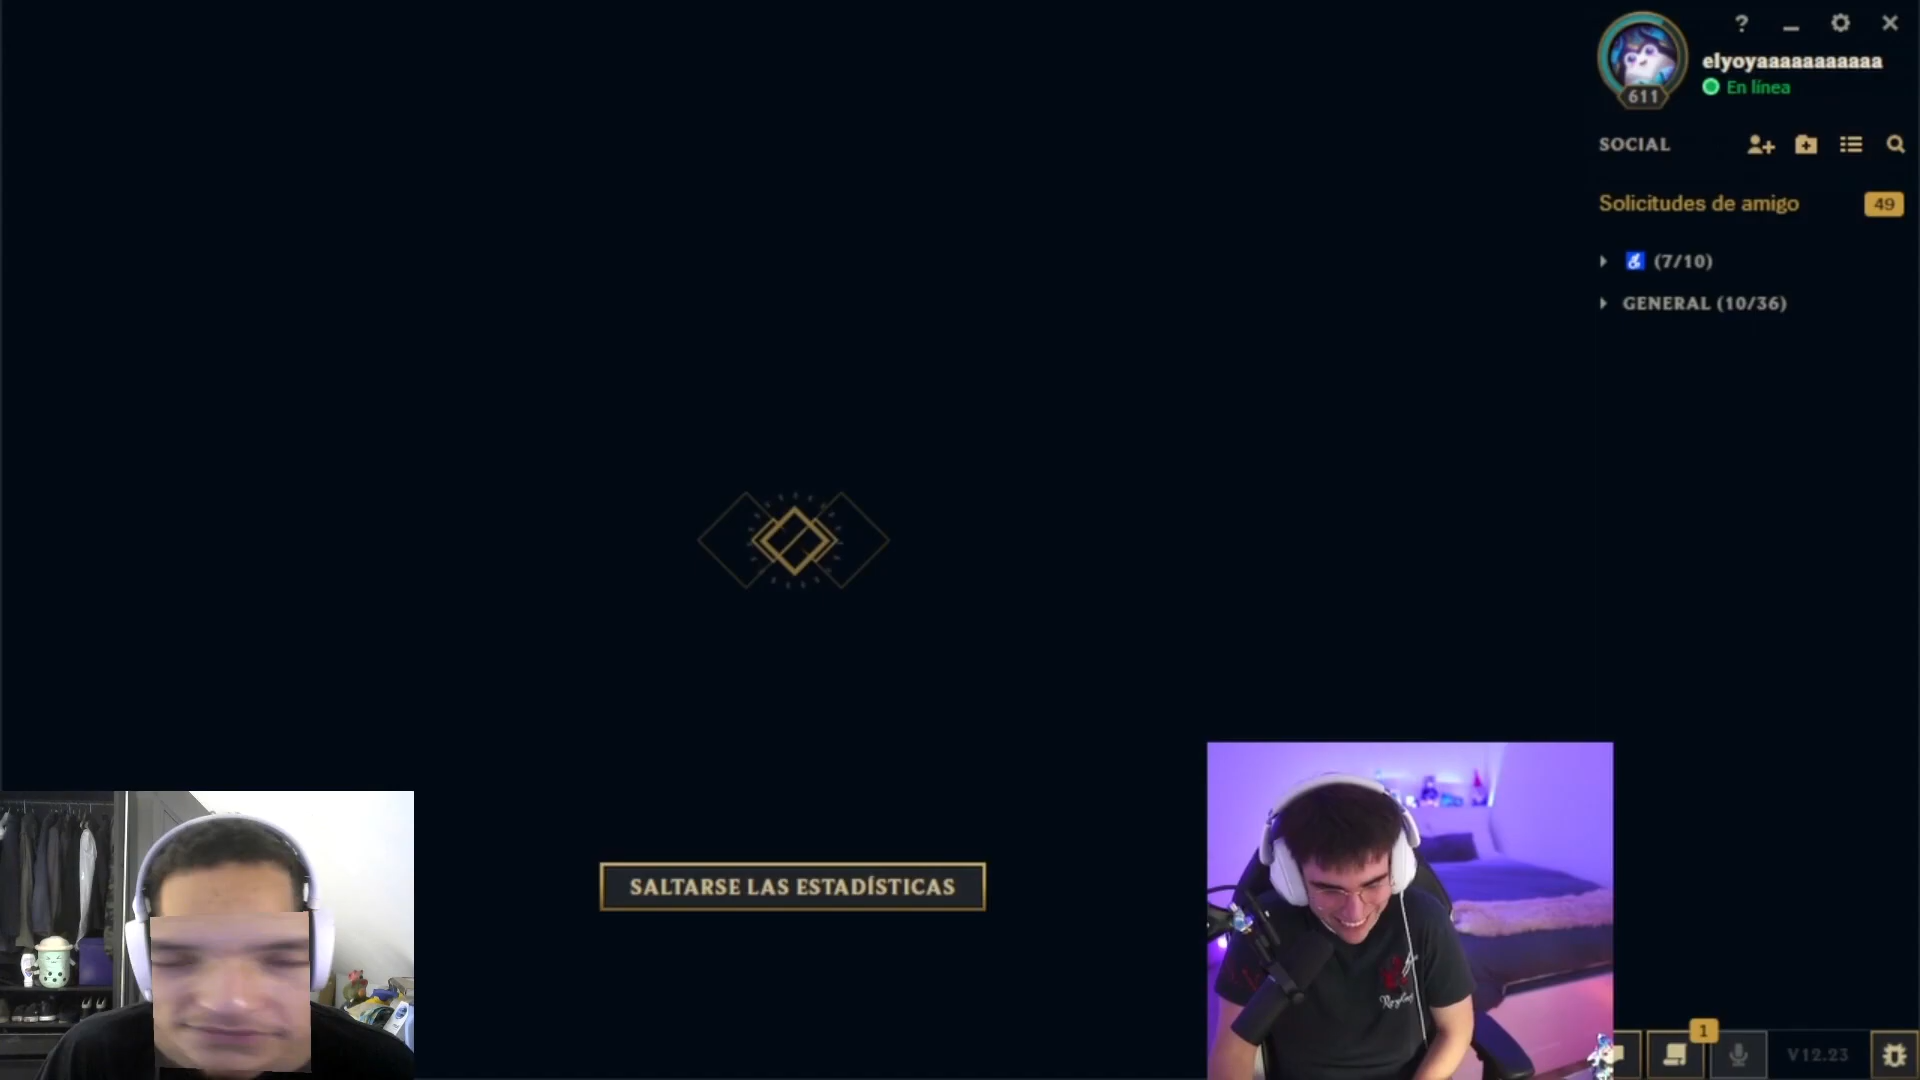 ?
elyoyaaaaaaaaaaa
611
En línea
SOCIAL
Solicitudes de amigo
49
(7/10)
GENERAL (10/36)
SALTARSE LAS ESTADÍSTICAS
1
V12.23